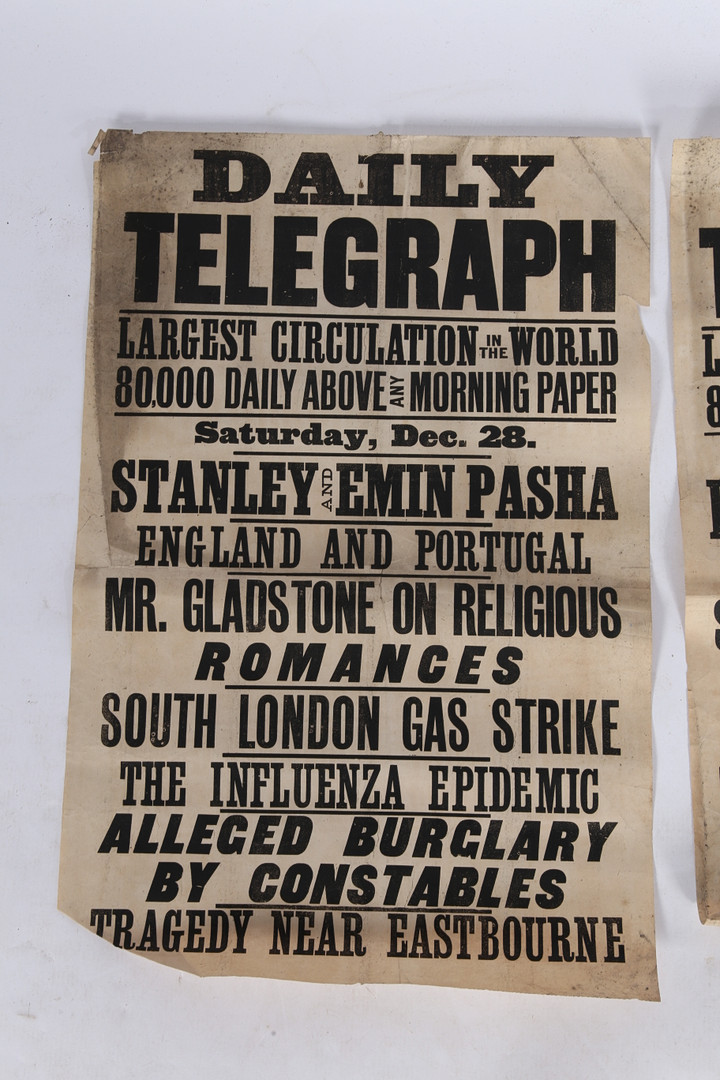 DAILY
TELEGRAPH
LARGEST CIRCULATION IN THE WORLD
80,000 DAILY ABOVE ANY MORNING PAPER
Saturday, Dec. 28.
STANLEY AND EMIN PASHA
ENGLAND AND PORTUGAL
MR. GLADSTONE ON RELIGIOUS
ROMANCES
SOUTH LONDON GAS STRIKE
THE INFLUENZA EPIDEMIC
ALLEGED BURGLARY
BY CONSTABLES
TRAGEDY NEAR EASTBOURNE